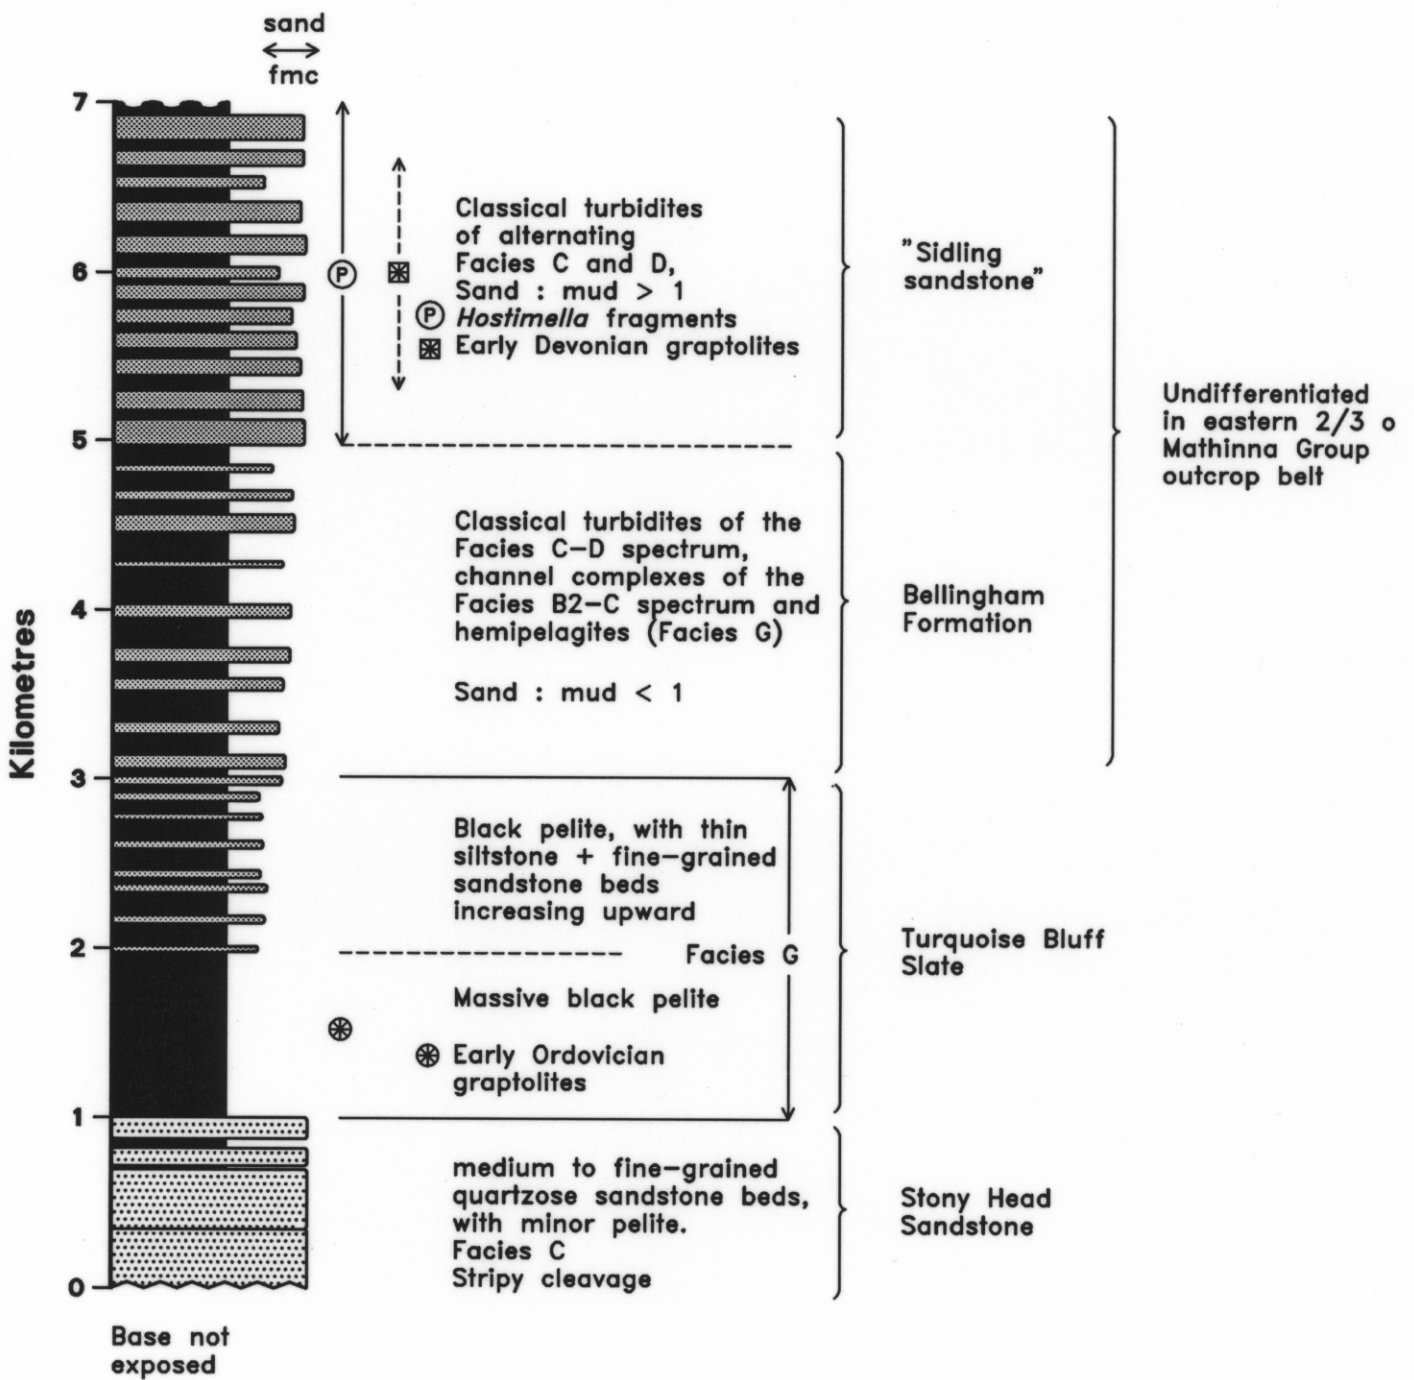 sand
fmc
7
6
5
4
3
2
1
0
Kilometres
P
Classical turbidites
of alternating
Facies C and D,
Sand : mud > 1
P Hostimella fragments
Early Devonian graptolites
"Sidling
sandstone"
Undifferentiated
in eastern 2/3 o
Mathinna Group
outcrop belt
Classical turbidites of the
Facies C-D spectrum,
channel complexes of the
Facies B2-C spectrum and
hemipelagites (Facies G)
Sand : mud < 1
Bellingham
Formation
Black pelite, with thin
siltstone + fine-grained
sandstone beds
increasing upward
Facies G
Massive black pelite
Early Ordovician
graptolites
Turquoise Bluff
Slate
medium to fine-grained
quartzose sandstone beds,
with minor pelite.
Facies C
Stripy cleavage
Stony Head
Sandstone
Base not
exposed